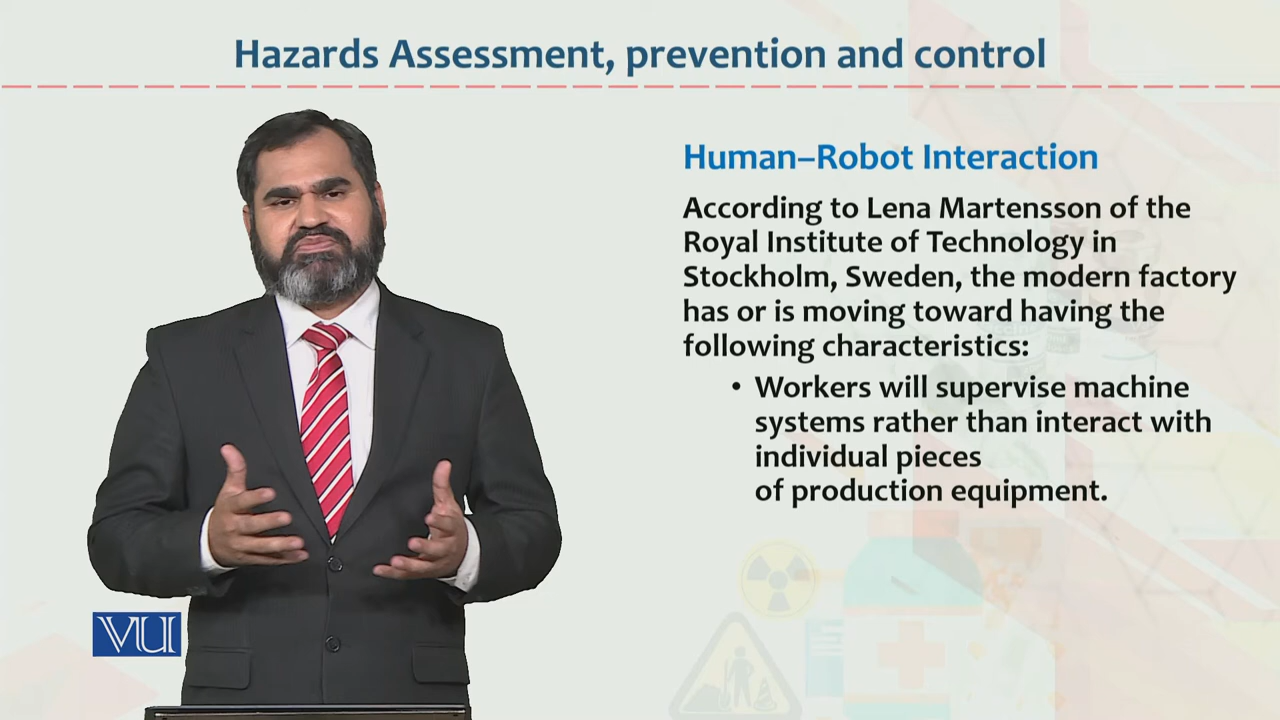 Hazards Assessment, prevention and control
Human–Robot Interaction
According to Lena Martensson of the
Royal Institute of Technology in
Stockholm, Sweden, the modern factory
has or is moving toward having the
following characteristics:
• Workers will supervise machine
systems rather than interact with
individual pieces
of production equipment.
VU